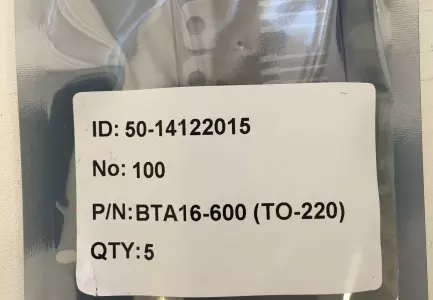 ID: 50-14122015
No: 100
P/N: BTA16-600 (TO-220)
QTY: 5